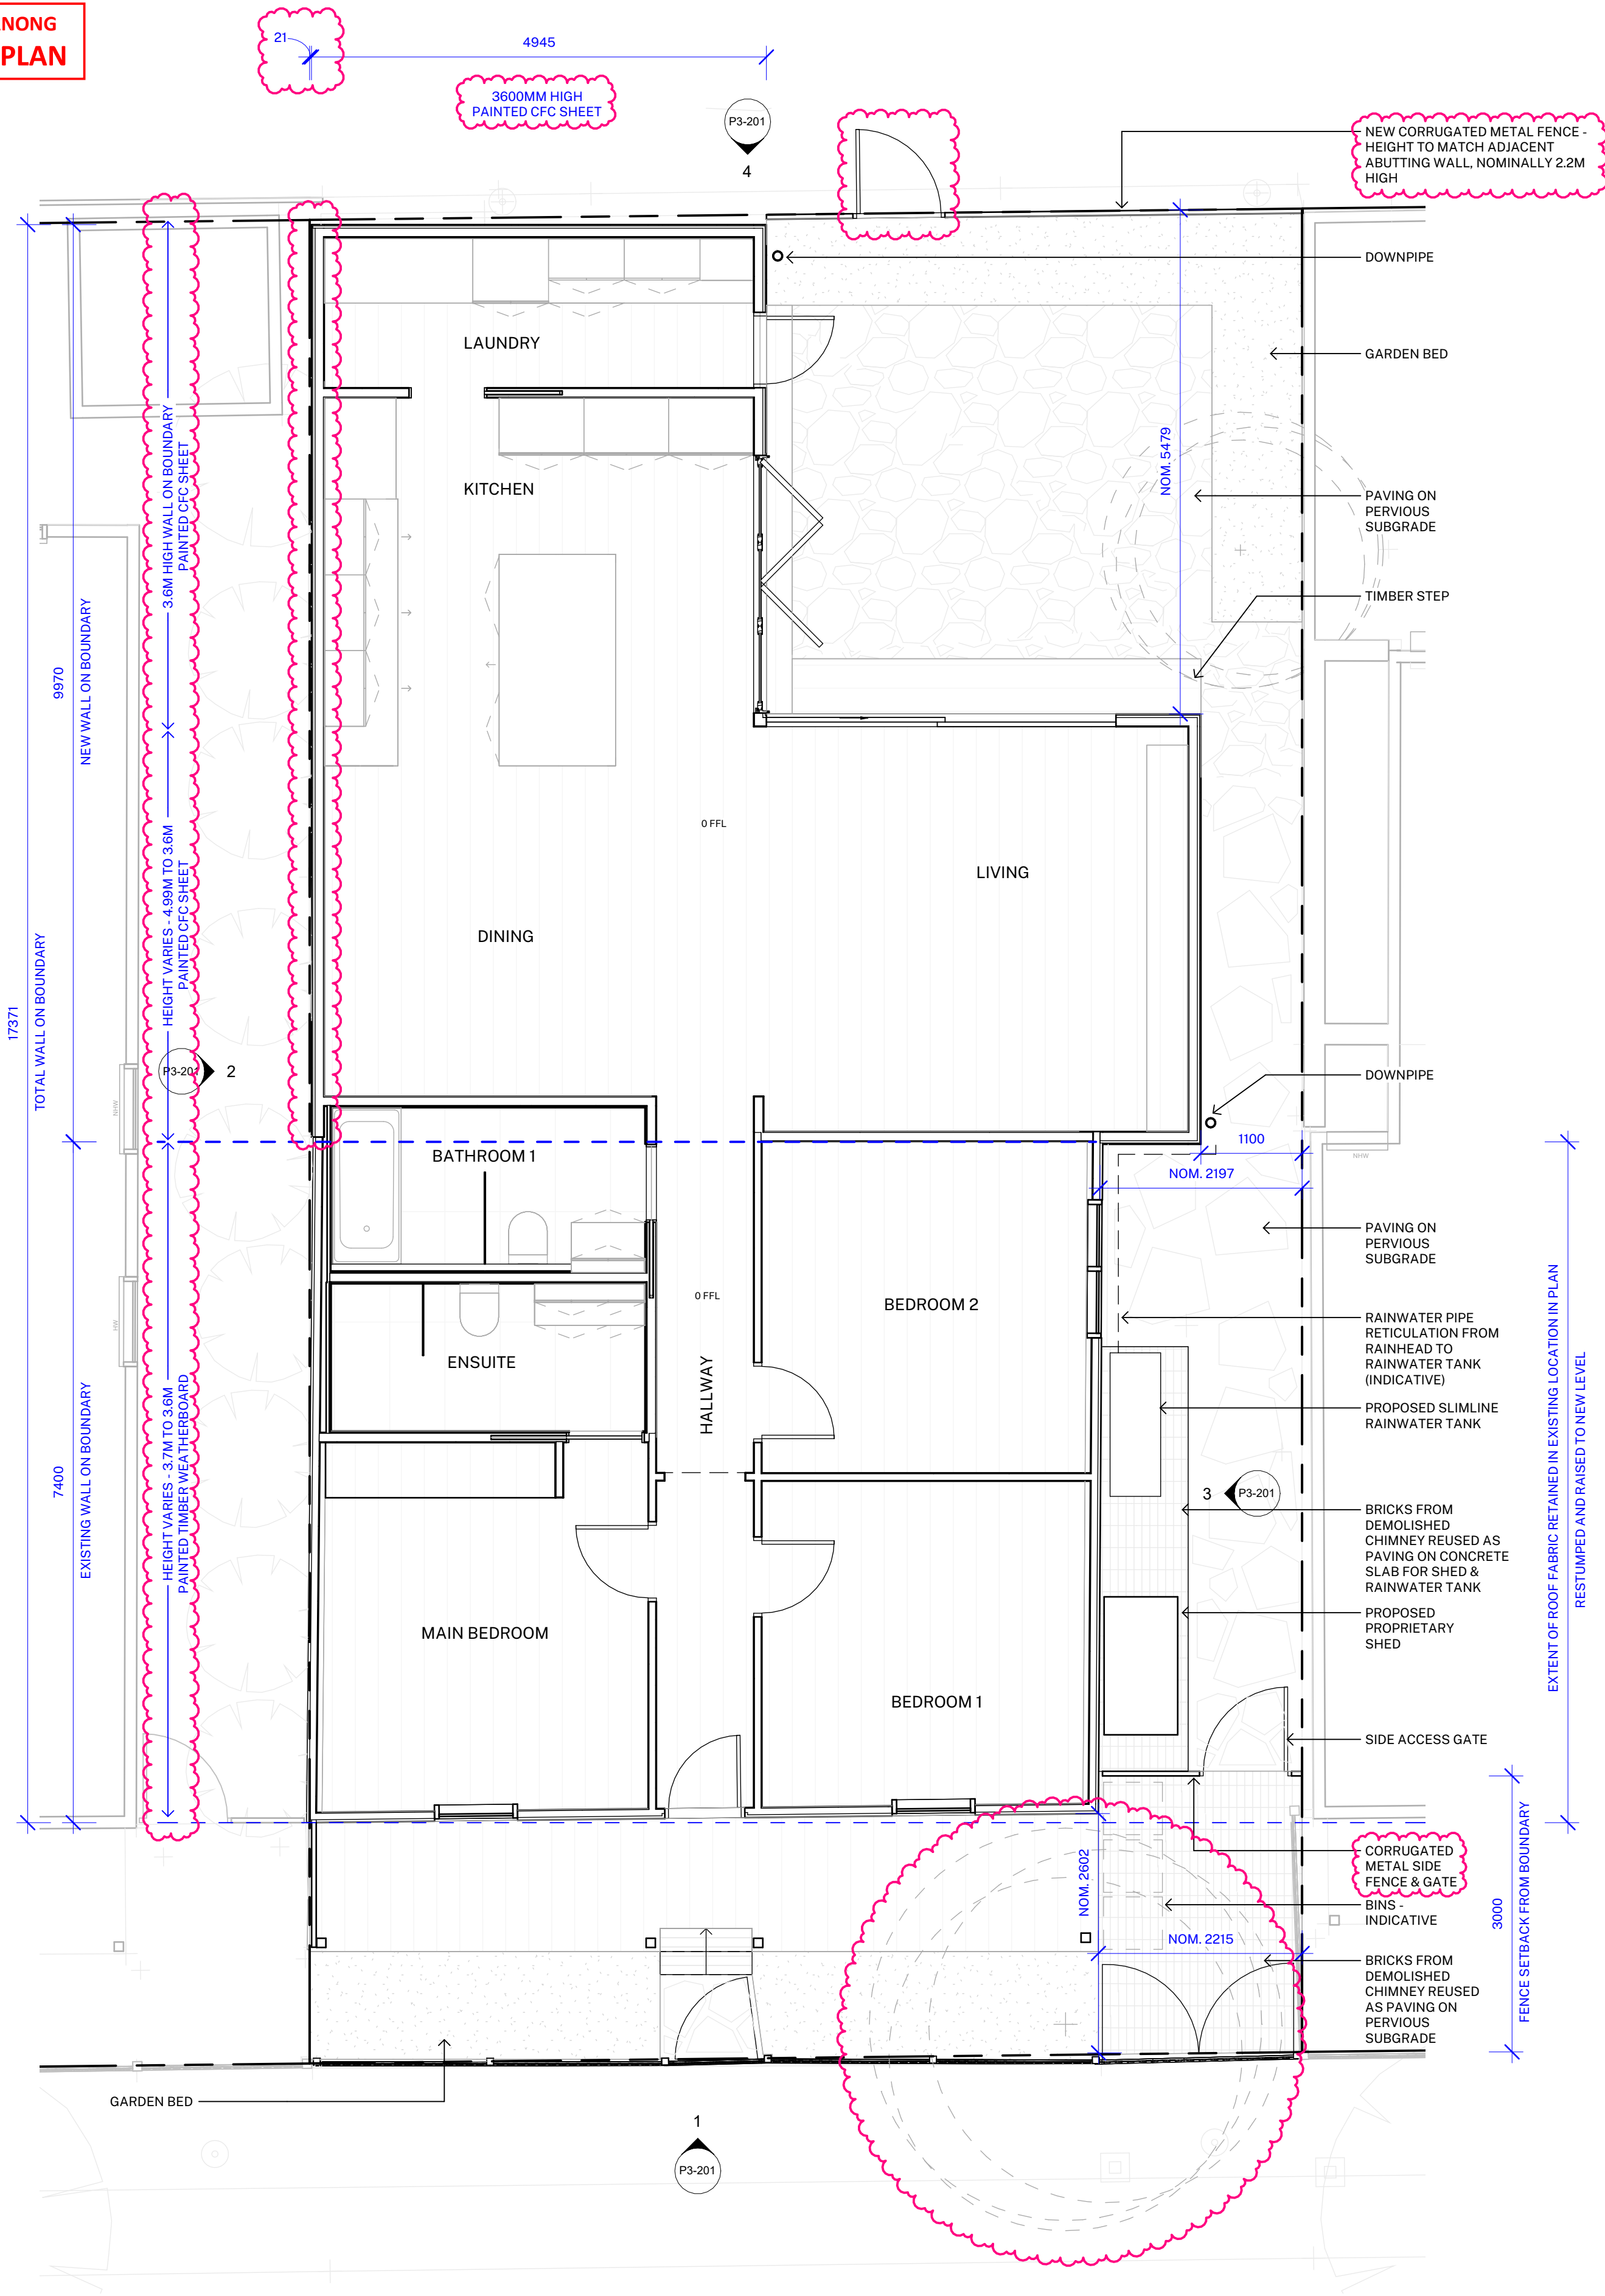 NONG
PLAN
21
4945
3600MM HIGH
PAINTED CFC SHEET
P3-201
4
NEW CORRUGATED METAL FENCE -
HEIGHT TO MATCH ADJACENT
ABUTTING WALL, NOMINALLY 2.2M
HIGH
DOWNPIPE
LAUNDRY
GARDEN BED
3.6M HIGH WALL ON BOUNDARY
PAINTED CFC SHEET
KITCHEN
NOM. 5479
PAVING ON
PERVIOUS
SUBGRADE
TIMBER STEP
9970
NEW WALL ON BOUNDARY
0 FFL
LIVING
HEIGHT VARIES - 4.99M TO 3.6M
PAINTED CFC SHEET
DINING
17371
TOTAL WALL ON BOUNDARY
P3-201
2
NHW
DOWNPIPE
1100
BATHROOM 1
NHW
NOM. 2197
PAVING ON
PERVIOUS
SUBGRADE
0 FFL
BEDROOM 2
HW
ENSUITE
HALLWAY
RAINWATER PIPE
RETICULATION FROM
RAINHEAD TO
RAINWATER TANK
(INDICATIVE)
EXTENT OF ROOF FABRIC RETAINED IN EXISTING LOCATION IN PLAN
RESTUMPED AND RAISED TO NEW LEVEL
PROPOSED SLIMLINE
RAINWATER TANK
7400
EXISTING WALL ON BOUNDARY
HEIGHT VARIES - 3.7M TO 3.6M
PAINTED TIMBER WEATHERBOARD
3
P3-201
BRICKS FROM
DEMOLISHED
CHIMNEY REUSED AS
PAVING ON CONCRETE
SLAB FOR SHED &
RAINWATER TANK
PROPOSED
PROPRIETARY
SHED
MAIN BEDROOM
BEDROOM 1
SIDE ACCESS GATE
CORRUGATED
METAL SIDE
FENCE & GATE
NOM. 2602
BINS -
INDICATIVE
3000
FENCE SETBACK FROM BOUNDARY
NOM. 2215
BRICKS FROM
DEMOLISHED
CHIMNEY REUSED
AS PAVING ON
PERVIOUS
SUBGRADE
GARDEN BED
1
P3-201